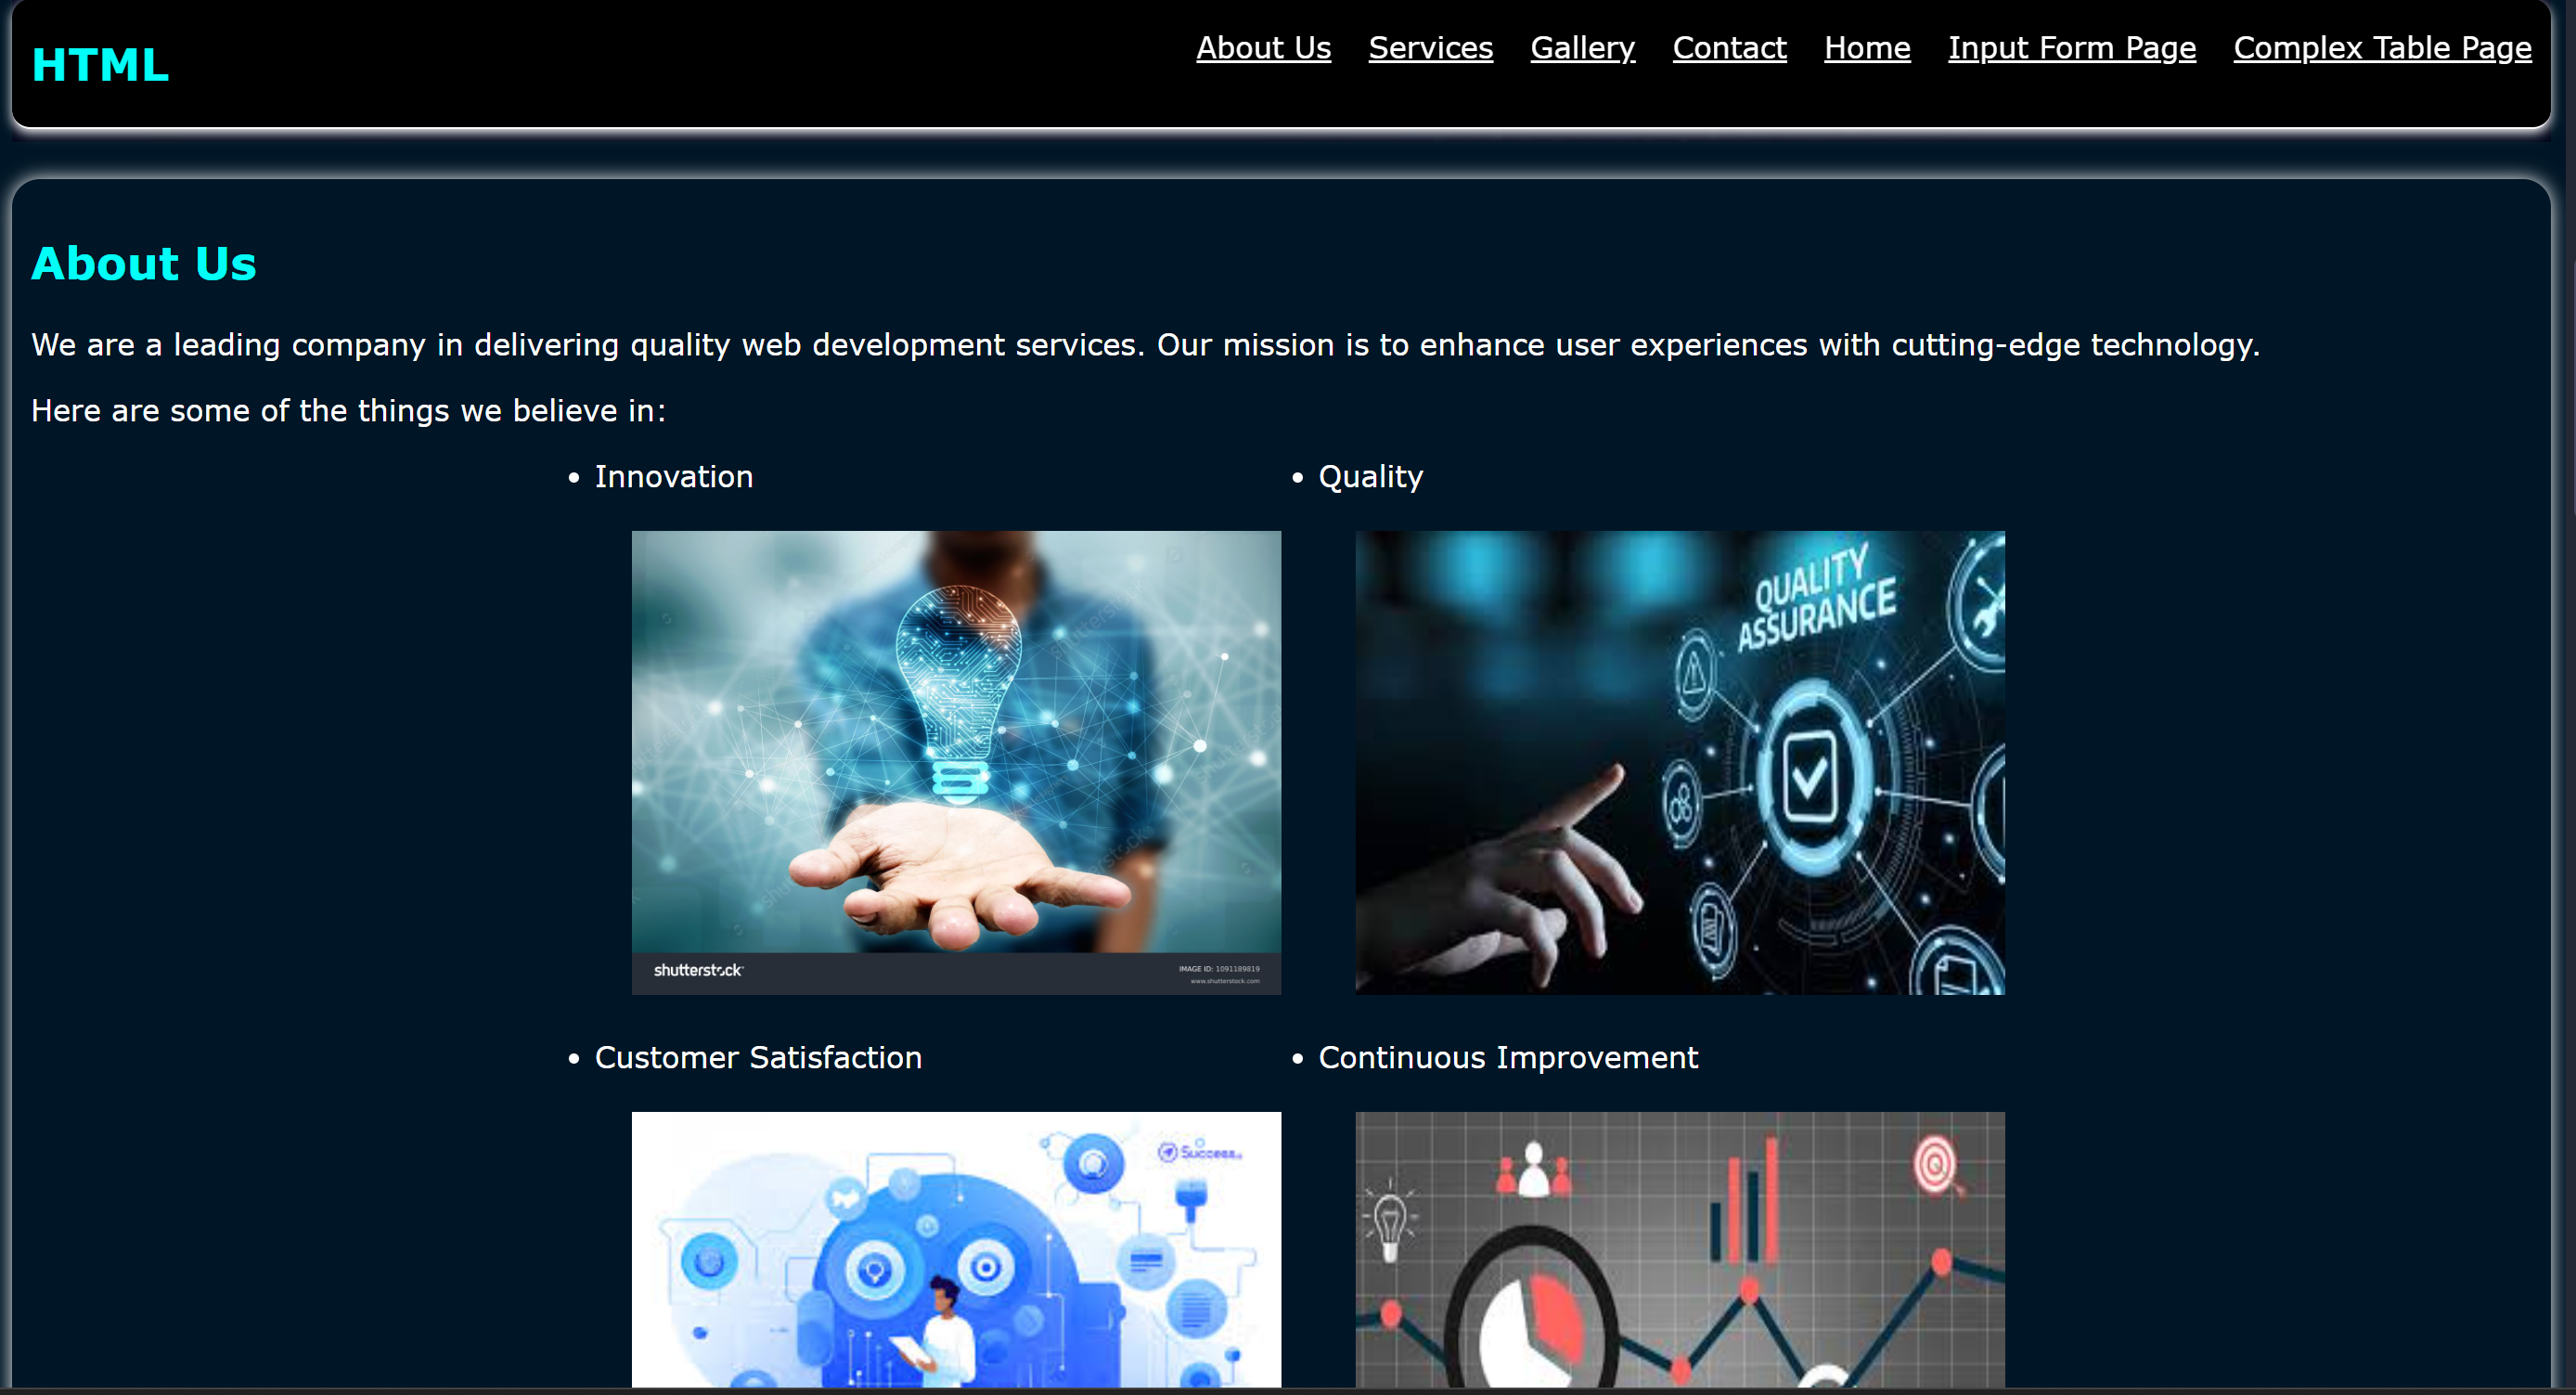 HTML
About Us Services Gallery Contact Home Input Form Page Complex Table Page
About Us
We are a leading company in delivering quality web development services. Our mission is to enhance user experiences with cutting-edge technology.
Here are some of the things we believe in:
• Innovation
• Quality
QUALITY
ASSURANCE
shutterstock
IMAGE ID: 1091189819
www.shutterstock.com
• Customer Satisfaction
• Continuous Improvement
Success